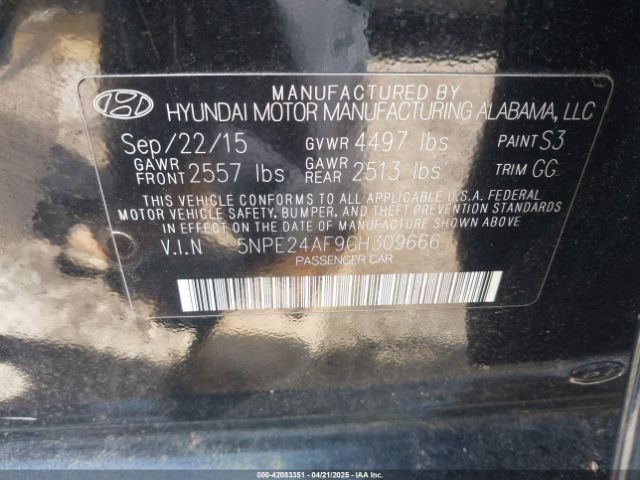 MANUFACTURED BY
HYUNDAI MOTOR MANUFACTURING ALABAMA, LLC
Sep/22/15 GVWR 4497 lbs PAINT S3
GAWR FRONT 2557 lbs GAWR REAR 2513 lbs TRIM GG
THIS VEHICLE CONFORMS TO ALL APPLICABLE U.S.A. FEDERAL
MOTOR VEHICLE SAFETY, BUMPER, AND THEFT PREVENTION
STANDARDS IN EFFECT ON THE DATE OF MANUFACTURE SHOWN ABOVE
V.I.N 5NPE24AF9GH309666
PASSENGER CAR
000-42083351 - 04/21/2025 - IAAI Corp.